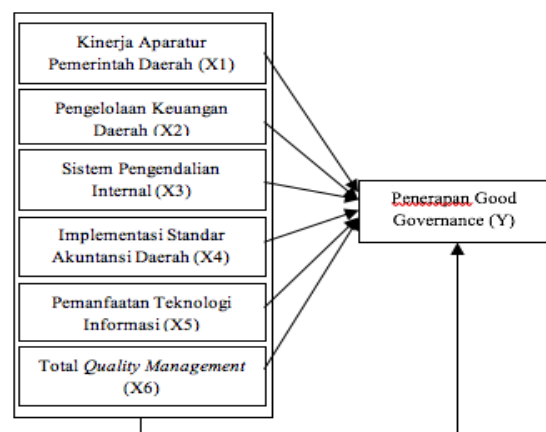 Kinerja Aparatur
Pemerintah Daerah (X1)
Pengelolaan Keuangan
Daerah (X2)
Sistem Pengendalian
Internal (X3)
Implementasi Standar
Akuntansi Daerah (X4)
Pemanfaatan Teknologi
Informasi (X5)
Total Quality Management
(X6)
Penerapan Good
Governance (Y)